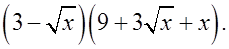 (3 − √x)(9 + 3√x + x).